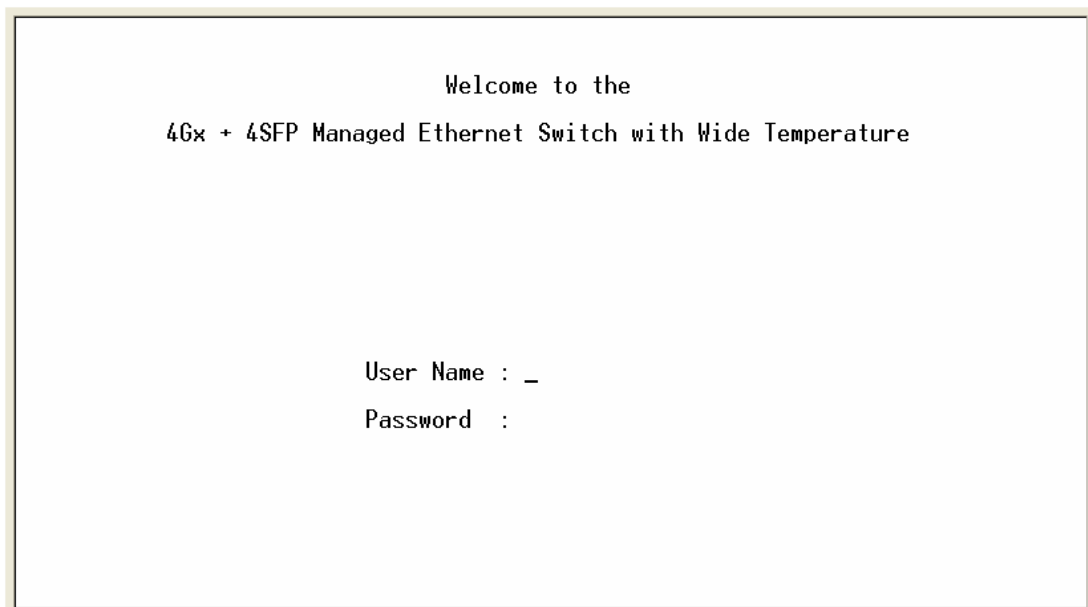 Welcome to the
4Gx + 4SFP Managed Ethernet Switch with Wide Temperature
User Name : _
Password  :